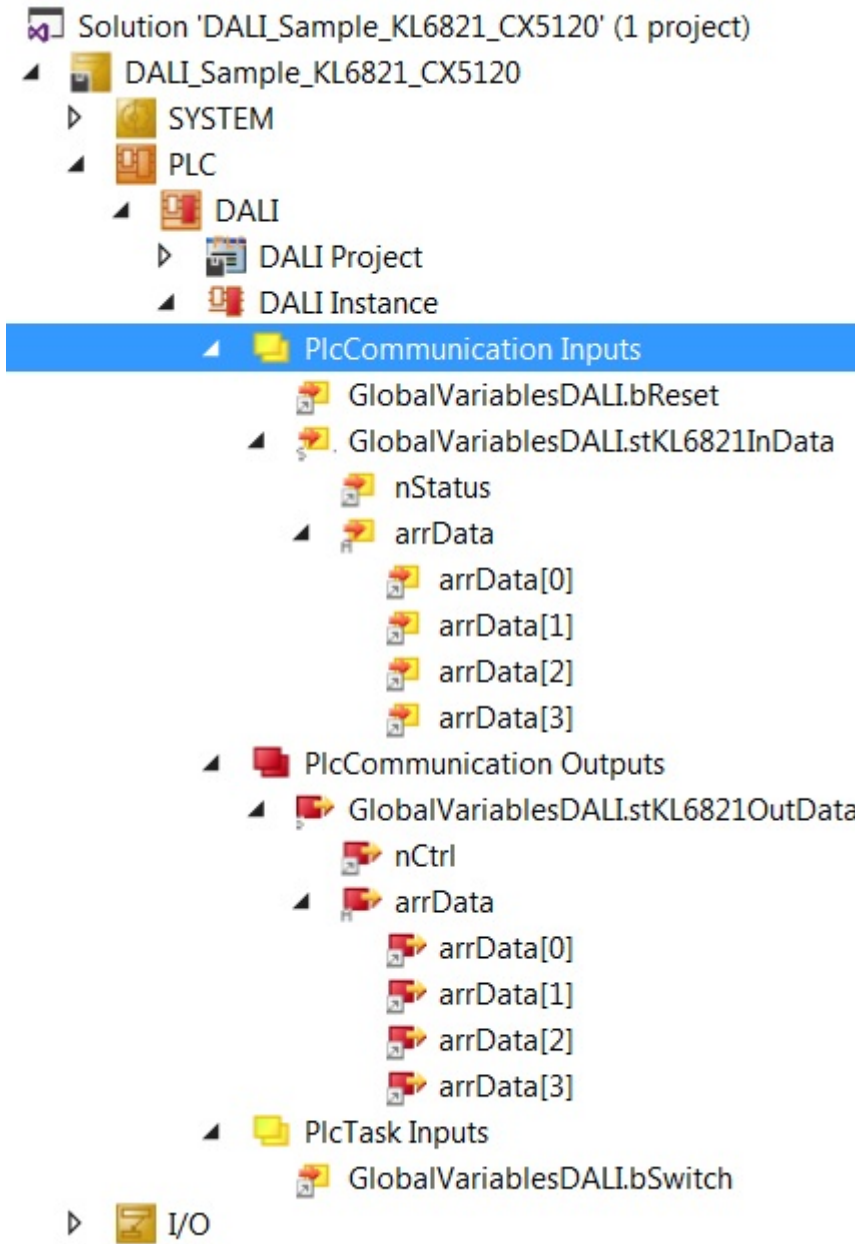 Solution 'DALI_Sample_KL6821_CX5120' (1 project)
DALI_Sample_KL6821_CX5120
SYSTEM
PLC
DALI
DALI Project
DALI Instance
PlcCommunication Inputs
GlobalVariablesDALI.bReset
GlobalVariablesDALI.stKL6821InData
nStatus
arrData
arrData[0]
arrData[1]
arrData[2]
arrData[3]
PlcCommunication Outputs
GlobalVariablesDALI.stKL6821OutData
nCtrl
arrData
arrData[0]
arrData[1]
arrData[2]
arrData[3]
PlcTask Inputs
GlobalVariablesDALI.bSwitch
I/O